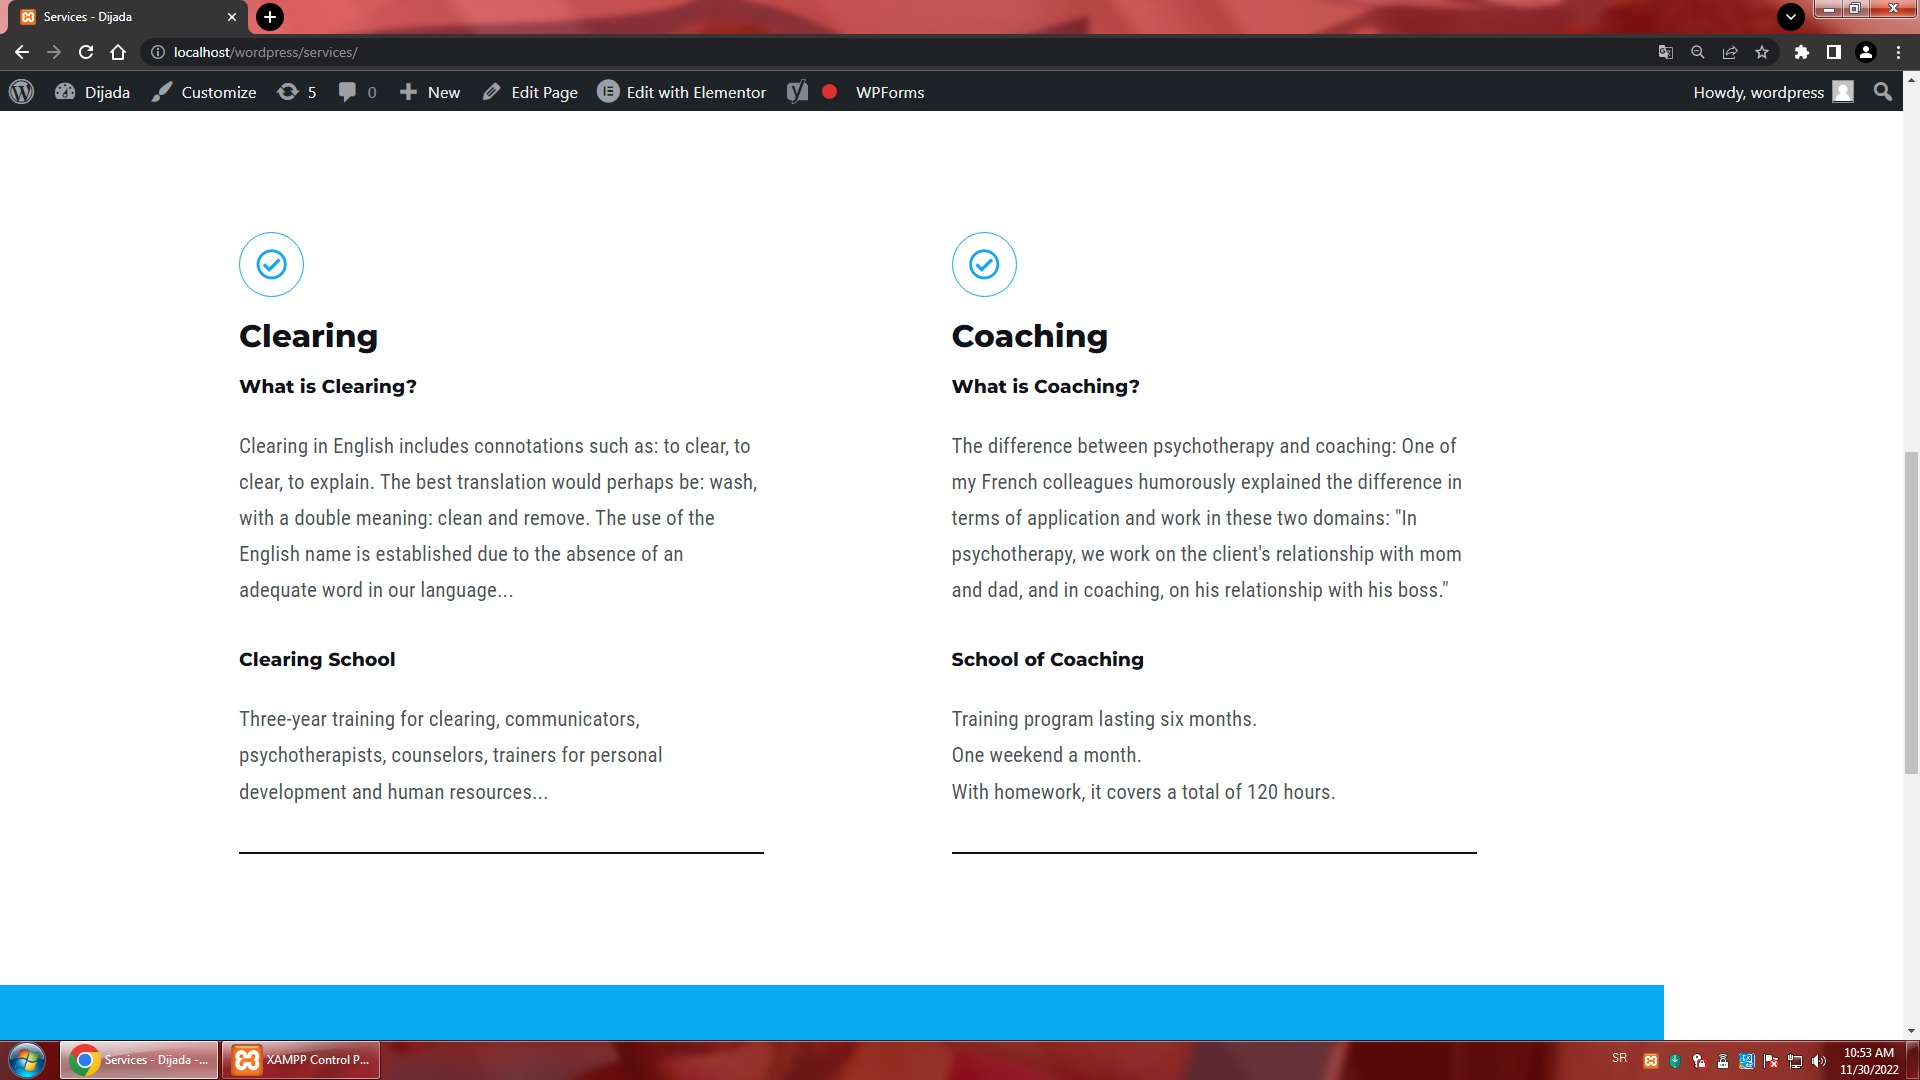 Services - Dijada
localhost/wordpress/services/
Dijada Customize 5 0 New Edit Page Edit with Elementor WPForms Howdy, wordpress
Clearing
What is Clearing?
Clearing in English includes connotations such as: to clear, to
clear, to explain. The best translation would perhaps be: wash,
with a double meaning: clean and remove. The use of the
English name is established due to the absence of an
adequate word in our language...
Clearing School
Three-year training for clearing, communicators,
psychotherapists, counselors, trainers for personal
development and human resources...
Coaching
What is Coaching?
The difference between psychotherapy and coaching: One of
my French colleagues humorously explained the difference in
terms of application and work in these two domains: "In
psychotherapy, we work on the client's relationship with mom
and dad, and in coaching, on his relationship with his boss."
School of Coaching
Training program lasting six months.
One weekend a month.
With homework, it covers a total of 120 hours.
Services - Dijada -...
XAMPP Control P...
SR
10:53 AM
11/30/2022